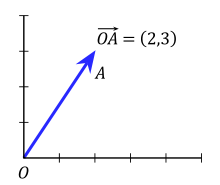 OA = (2,3)
A
O